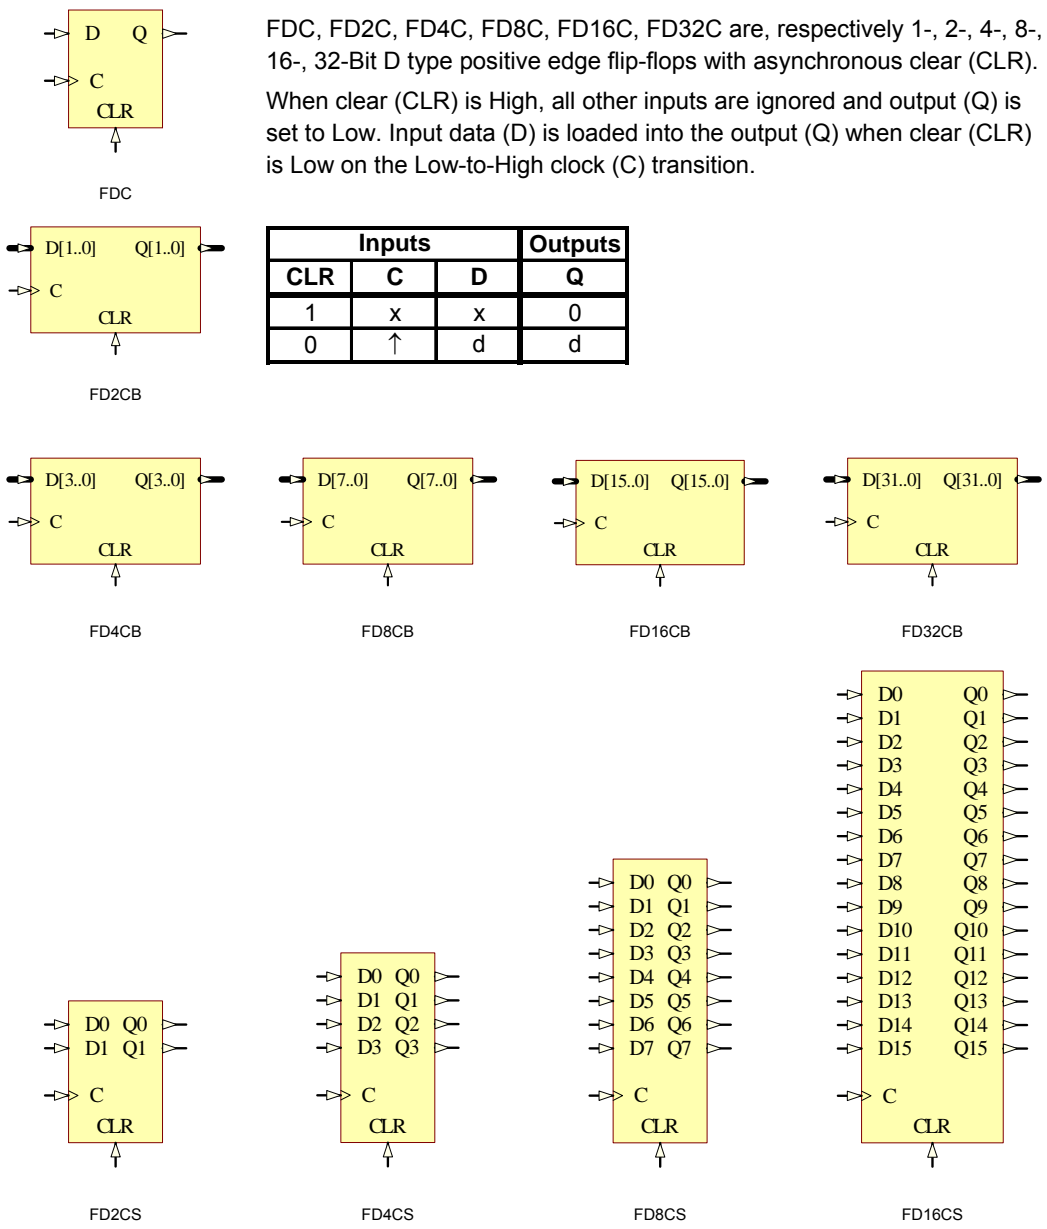 D Q
C
CLR
FDC
FDC, FD2C, FD4C, FD8C, FD16C, FD32C are, respectively 1-, 2-, 4-, 8-,
16-, 32-Bit D type positive edge flip-flops with asynchronous clear (CLR).
When clear (CLR) is High, all other inputs are ignored and output (Q) is
set to Low. Input data (D) is loaded into the output (Q) when clear (CLR)
is Low on the Low-to-High clock (C) transition.
D[1..0] Q[1..0]
C
CLR
FD2CB
Inputs Outputs
CLR C D Q
1 x x 0
0 ↑ d d
D[3..0] Q[3..0]
C
CLR
FD4CB
D[7..0] Q[7..0]
C
CLR
FD8CB
D[15..0] Q[15..0]
C
CLR
FD16CB
D[31..0] Q[31..0]
C
CLR
FD32CB
D0 Q0
D1 Q1
C
CLR
FD2CS
D0 Q0
D1 Q1
D2 Q2
D3 Q3
C
CLR
FD4CS
D0 Q0
D1 Q1
D2 Q2
D3 Q3
D4 Q4
D5 Q5
D6 Q6
D7 Q7
C
CLR
FD8CS
D0 Q0
D1 Q1
D2 Q2
D3 Q3
D4 Q4
D5 Q5
D6 Q6
D7 Q7
D8 Q8
D9 Q9
D10 Q10
D11 Q11
D12 Q12
D13 Q13
D14 Q14
D15 Q15
C
CLR
FD16CS